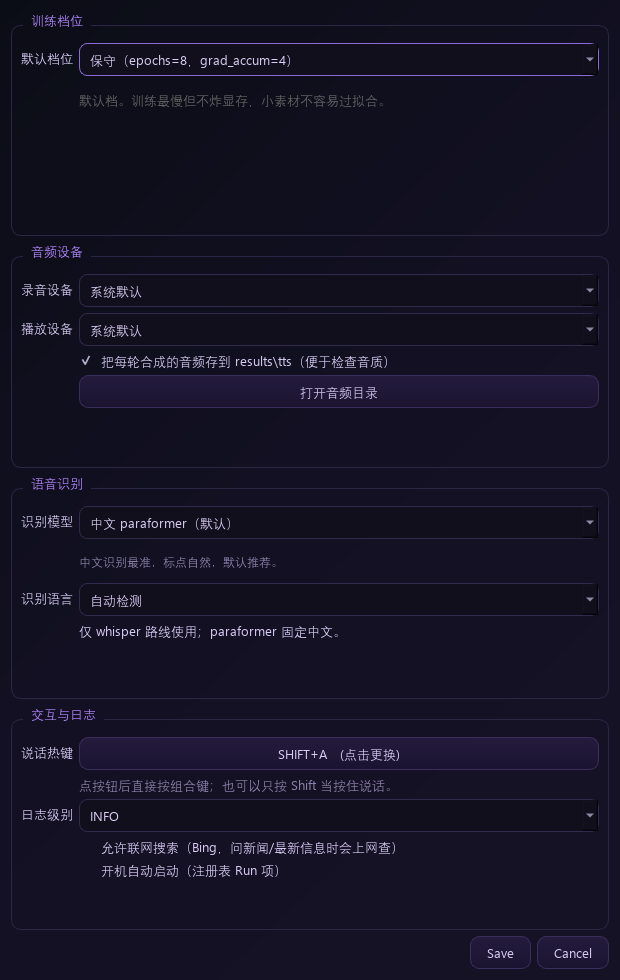 训练档位
默认档位 保守（epochs=8，grad_accum=4）
默认档。训练最慢但不炸显存，小素材不容易过拟合。
音频设备
录音设备 系统默认
播放设备 系统默认
✓ 把每轮合成的音频存到 results\tts（便于检查音质）
打开音频目录
语音识别
识别模型 中文 paraformer（默认）
中文识别最准，标点自然，默认推荐。
识别语言 自动检测
仅 whisper 路线使用；paraformer 固定中文。
交互与日志
说话热键 SHIFT+A （点击更换)
点按钮后直接按组合键；也可以只按 Shift 当按住说话。
日志级别 INFO
允许联网搜索（Bing，问新闻/最新信息时会上网查）
开机自动启动（注册表 Run 项）
Save Cancel